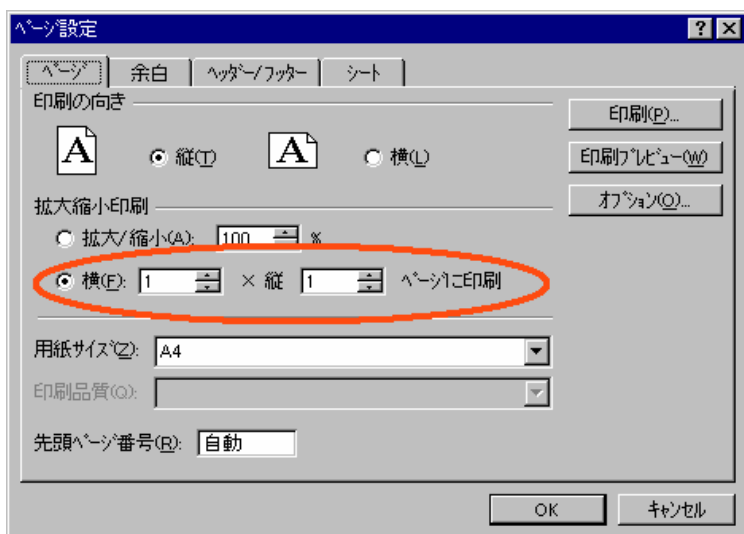 ページ設定
ページ 余白 ヘッダー/フッター シート
印刷の向き
印刷(P)...
A 縦(T) A 横(L)
印刷プレビュー(W)
オプション(O)...
拡大縮小印刷
拡大/縮小(A): 100 %
横(F): 1 × 縦 1 ページに印刷
用紙サイズ(Z): A4
印刷品質(Q):
先頭ページ番号(R): 自動
OK キャンセル